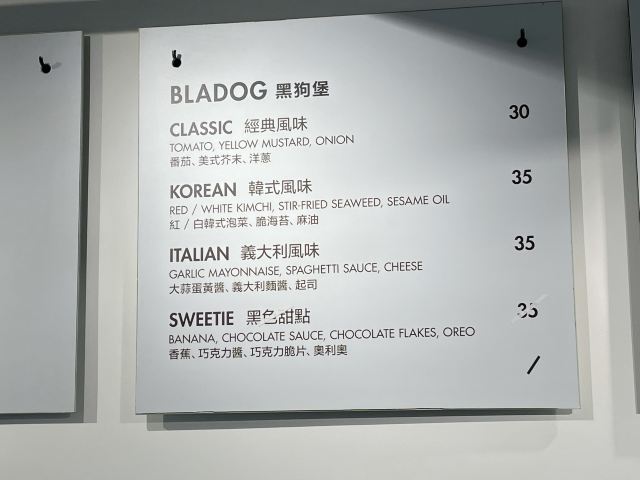 BLADOG 黑狗堡
CLASSIC 經典風味 30
TOMATO, YELLOW MUSTARD, ONION
番茄、美式芥末、洋蔥
KOREAN 韓式風味 35
RED / WHITE KIMCHI, STIR-FRIED SEAWEED, SESAME OIL
紅 / 白韓式泡菜、脆海苔、麻油
ITALIAN 義大利風味 35
GARLIC MAYONNAISE, SPAGHETTI SAUCE, CHEESE
大蒜蛋黃醬、義大利麵醬、起司
SWEETIE 黑色甜點 35
BANANA, CHOCOLATE SAUCE, CHOCOLATE FLAKES, OREO
香蕉、巧克力醬、巧克力脆片、奧利奧